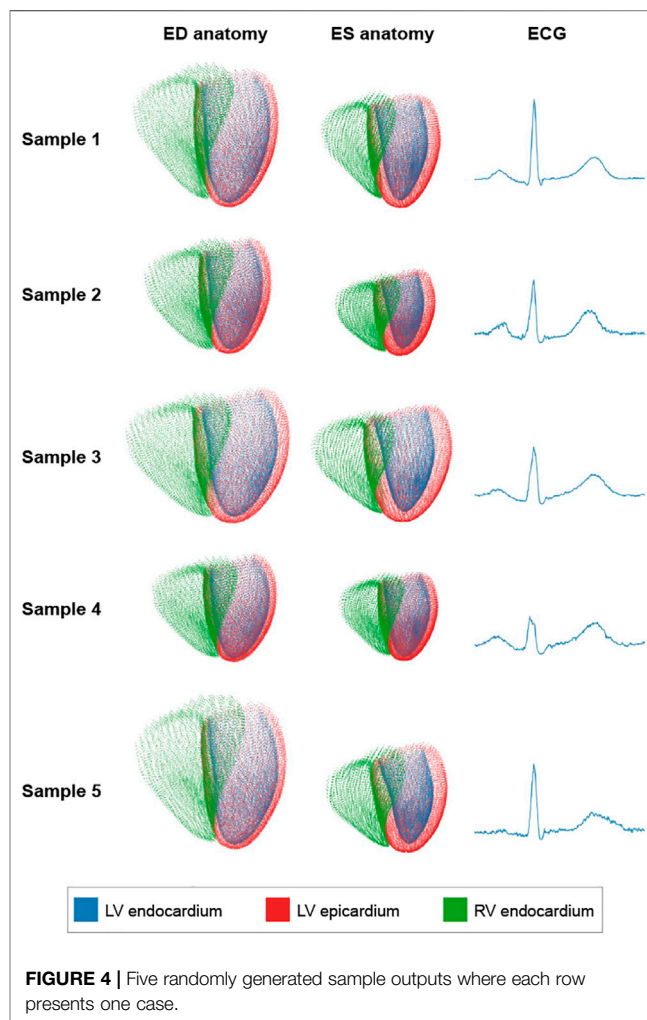 ED anatomy ES anatomy ECG
Sample 1
Sample 2
Sample 3
Sample 4
Sample 5
LV endocardium LV epicardium RV endocardium
FIGURE 4 | Five randomly generated sample outputs where each row
presents one case.